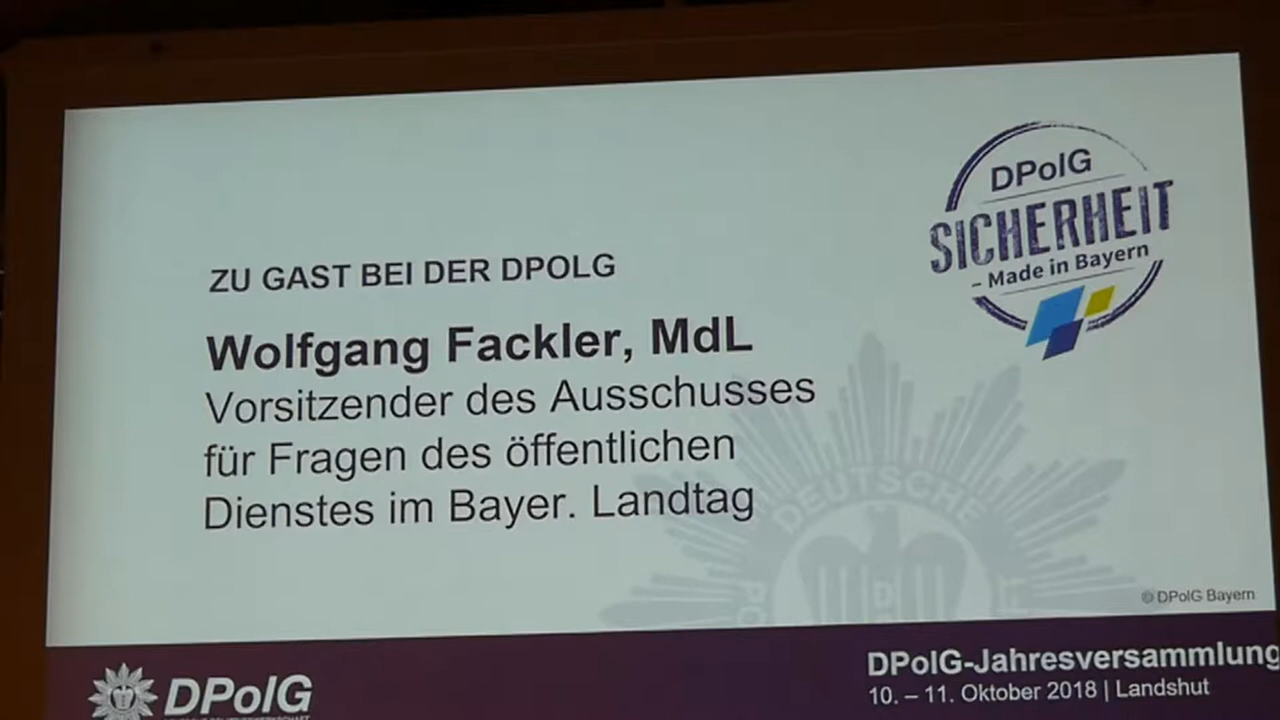 DPolG
SICHERHEIT
– Made in Bayern
ZU GAST BEI DER DPOLG
Wolfgang Fackler, MdL
Vorsitzender des Ausschusses
für Fragen des öffentlichen
Dienstes im Bayer. Landtag
DEUTSCHE
© DPolG Bayern
DPolG
DPolG-Jahresversammlung
10. – 11. Oktober 2018 | Landshut